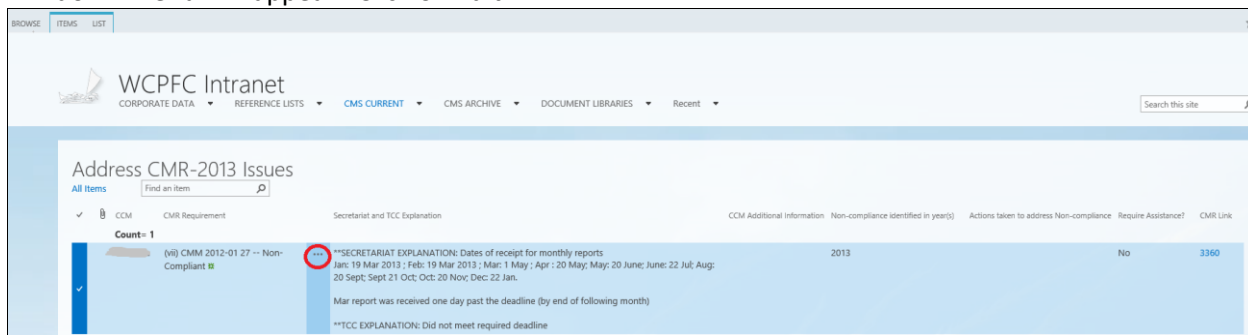 BROWSE ITEMS LIST
WCPFC Intranet
CORPORATE DATA REFERENCE LISTS CMS CURRENT CMS ARCHIVE DOCUMENT LIBRARIES Recent
Search this site
Address CMR-2013 Issues
All Items Find an item
CCM CMR Requirement Secretariat and TCC Explanation CCM Additional Information Non-compliance identified in year(s) Actions taken to address Non-compliance Require Assistance? CMR Link
Count= 1
(vii) CMM 2012-01 27 -- Non- ... **SECRETARIAT EXPLANATION: Dates of receipt for monthly reports 2013 No 3360
Compliant Jan: 19 Mar 2013 ; Feb: 19 Mar 2013 ; Mar: 1 May ; Apr : 20 May; May: 20 June; June: 22 Jul; Aug:
20 Sept; Sept 21 Oct; Oct: 20 Nov; Dec: 22 Jan.
Mar report was received one day past the deadline (by end of following month)
**TCC EXPLANATION: Did not meet required deadline